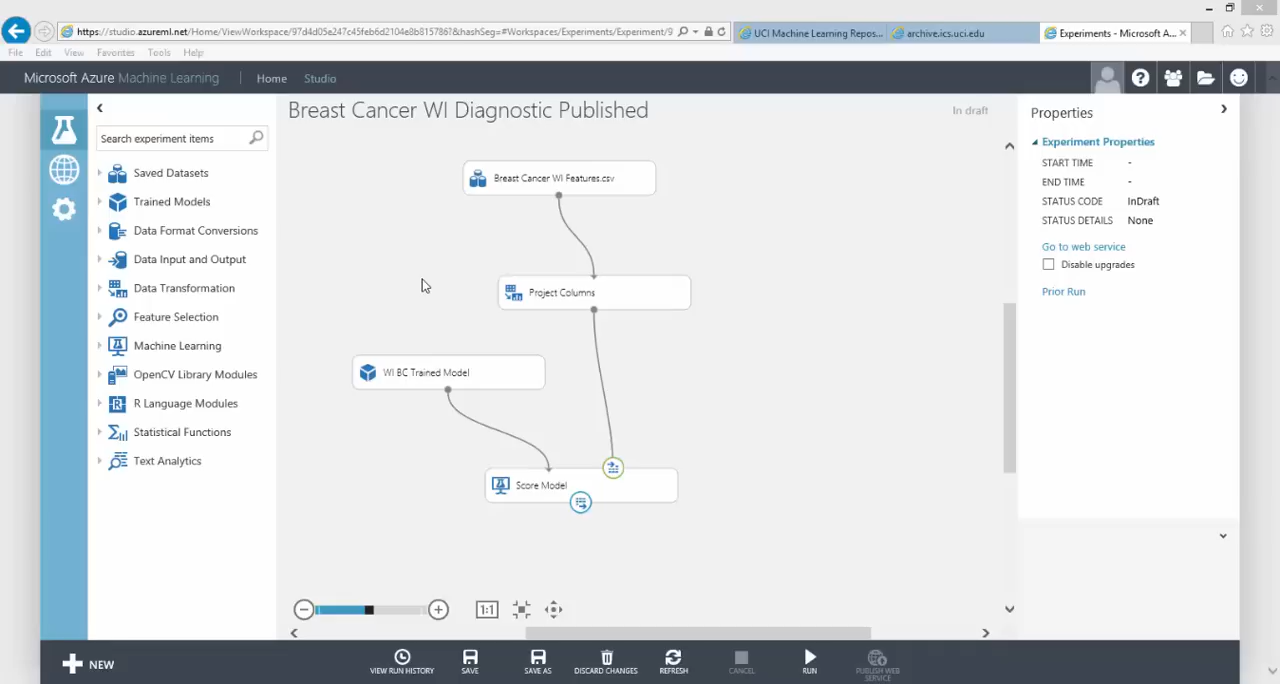 https://studio.azureml.net/Home/ViewWorkspace/97d4d05e247c45feb6d2104e8b815786?&hashSeg=#Workspaces/Experiments/Experiment/9
UCI Machine Learning Repos...
archive.ics.uci.edu
Experiments - Microsoft A...
File Edit View Favorites Tools Help
Microsoft Azure Machine Learning | Home Studio
Breast Cancer WI Diagnostic Published
In draft
Properties
Search experiment items
Saved Datasets
Trained Models
Data Format Conversions
Data Input and Output
Data Transformation
Feature Selection
Machine Learning
OpenCV Library Modules
R Language Modules
Statistical Functions
Text Analytics
Breast Cancer WI Features.csv
Project Columns
WI BC Trained Model
Score Model
Experiment Properties
START TIME -
END TIME -
STATUS CODE InDraft
STATUS DETAILS None
Go to web service
Disable upgrades
Prior Run
1:1
NEW
VIEW RUN HISTORY
SAVE
SAVE AS
DISCARD CHANGES
REFRESH
CANCEL
RUN
PUBLISH WEB
SERVICE